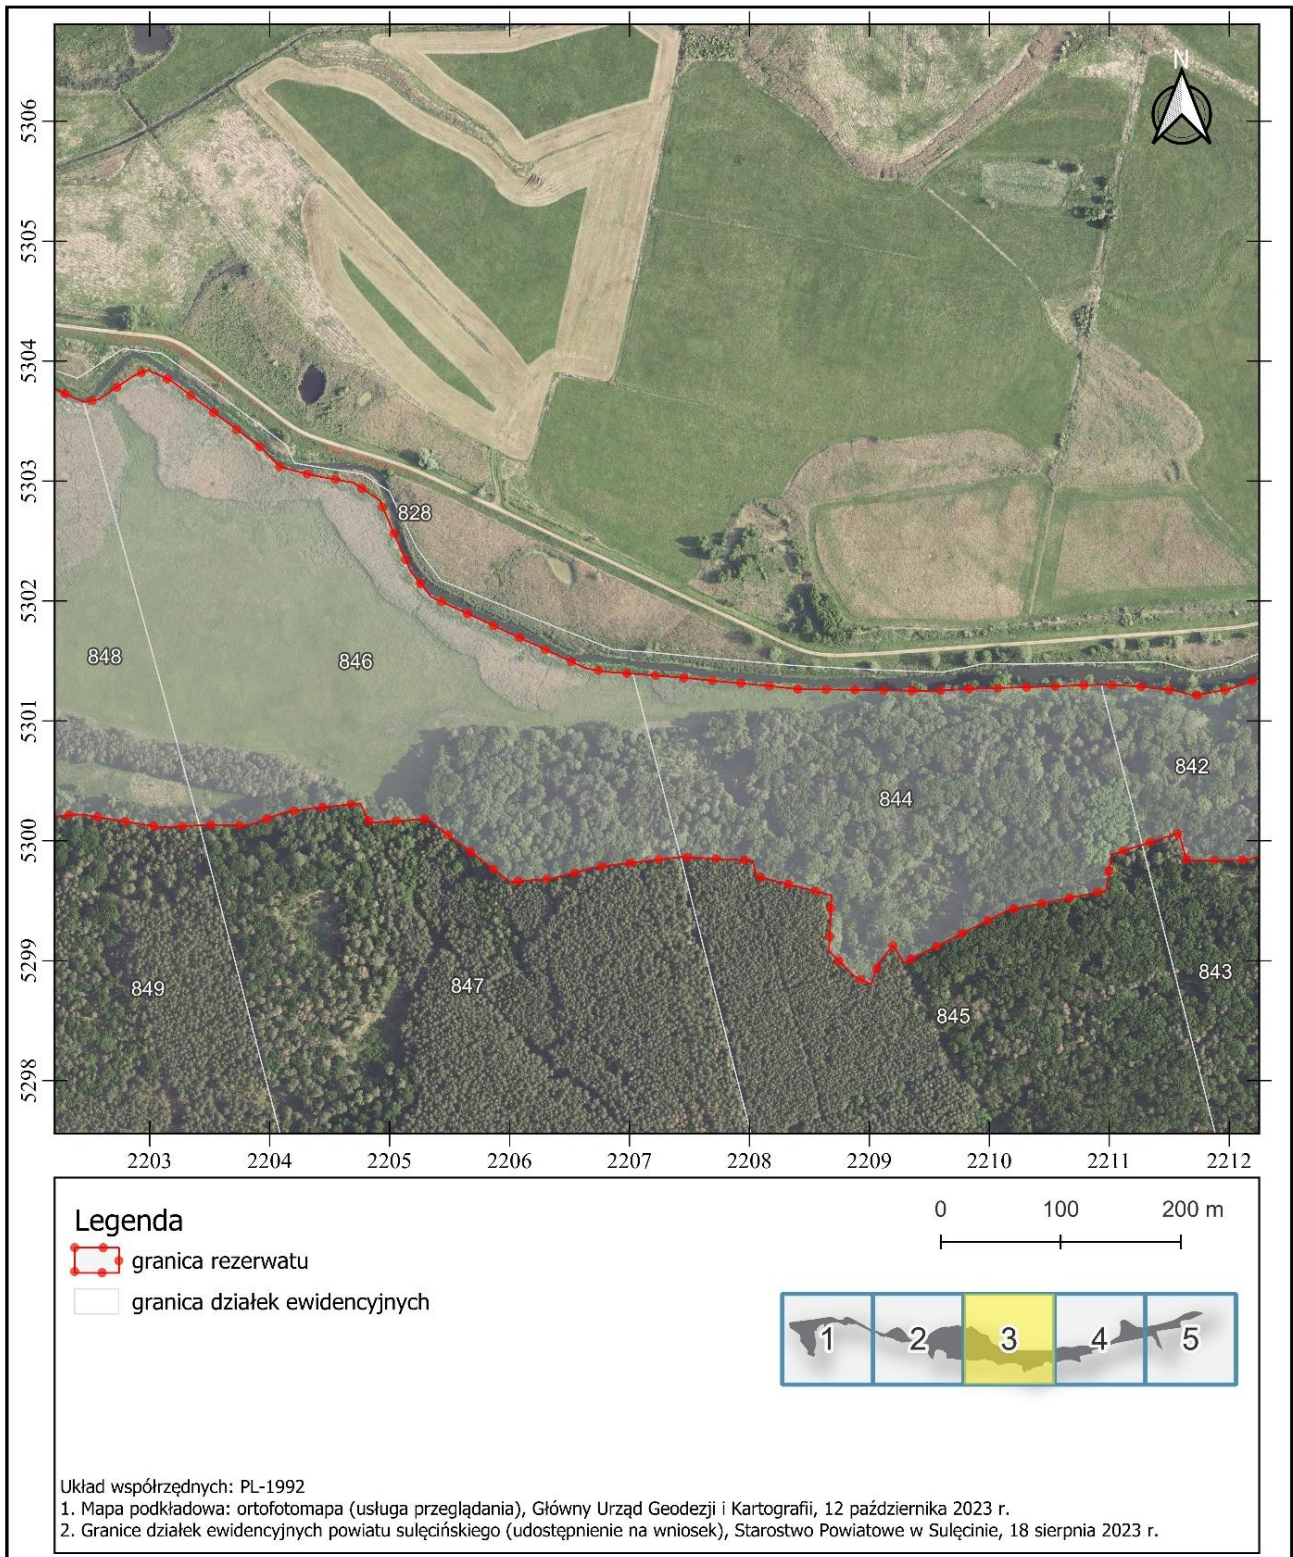 N
5306
5305
5304
5303
5302
5301
5300
5299
5298
828
848
846
842
844
849
847
845
843
2203 2204 2205 2206 2207 2208 2209 2210 2211 2212
Legenda
granica rezerwatu
granica działek ewidencyjnych
0 100 200 m
1 2 3 4 5
Układ współrzędnych: PL-1992
1. Mapa podkładowa: ortofotomapa (usługa przeglądania), Główny Urząd Geodezji i Kartografii, 12 października 2023 r.
2. Granice działek ewidencyjnych powiatu sulęcińskiego (udostępnienie na wniosek), Starostwo Powiatowe w Sulęcinie, 18 sierpnia 2023 r.